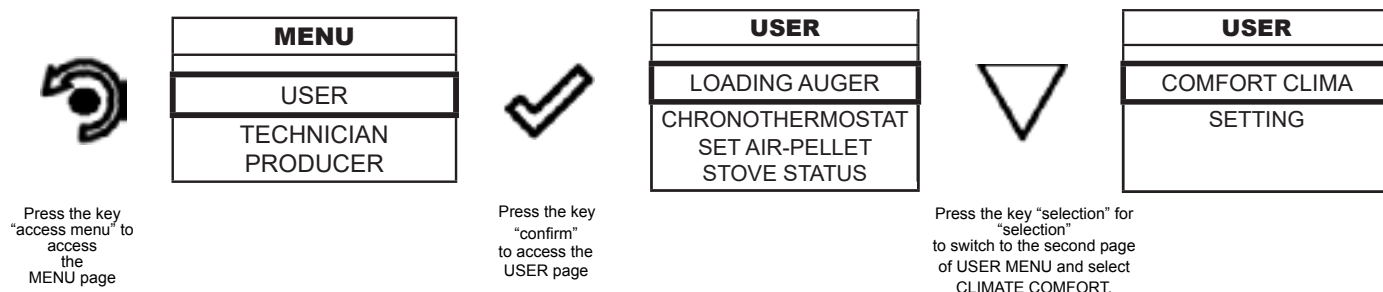 MENU
USER
TECHNICIAN
PRODUCER
USER
LOADING AUGER
CHRONOTHERMOSTAT
SET AIR-PELLET
STOVE STATUS
USER
COMFORT CLIMA
SETTING
Press the key
“access menu” to
access
the
MENU page
Press the key
“confirm”
to access the
USER page
Press the key “selection” for
“selection”
to switch to the second page
of USER MENU and select
CLIMATE COMFORT.